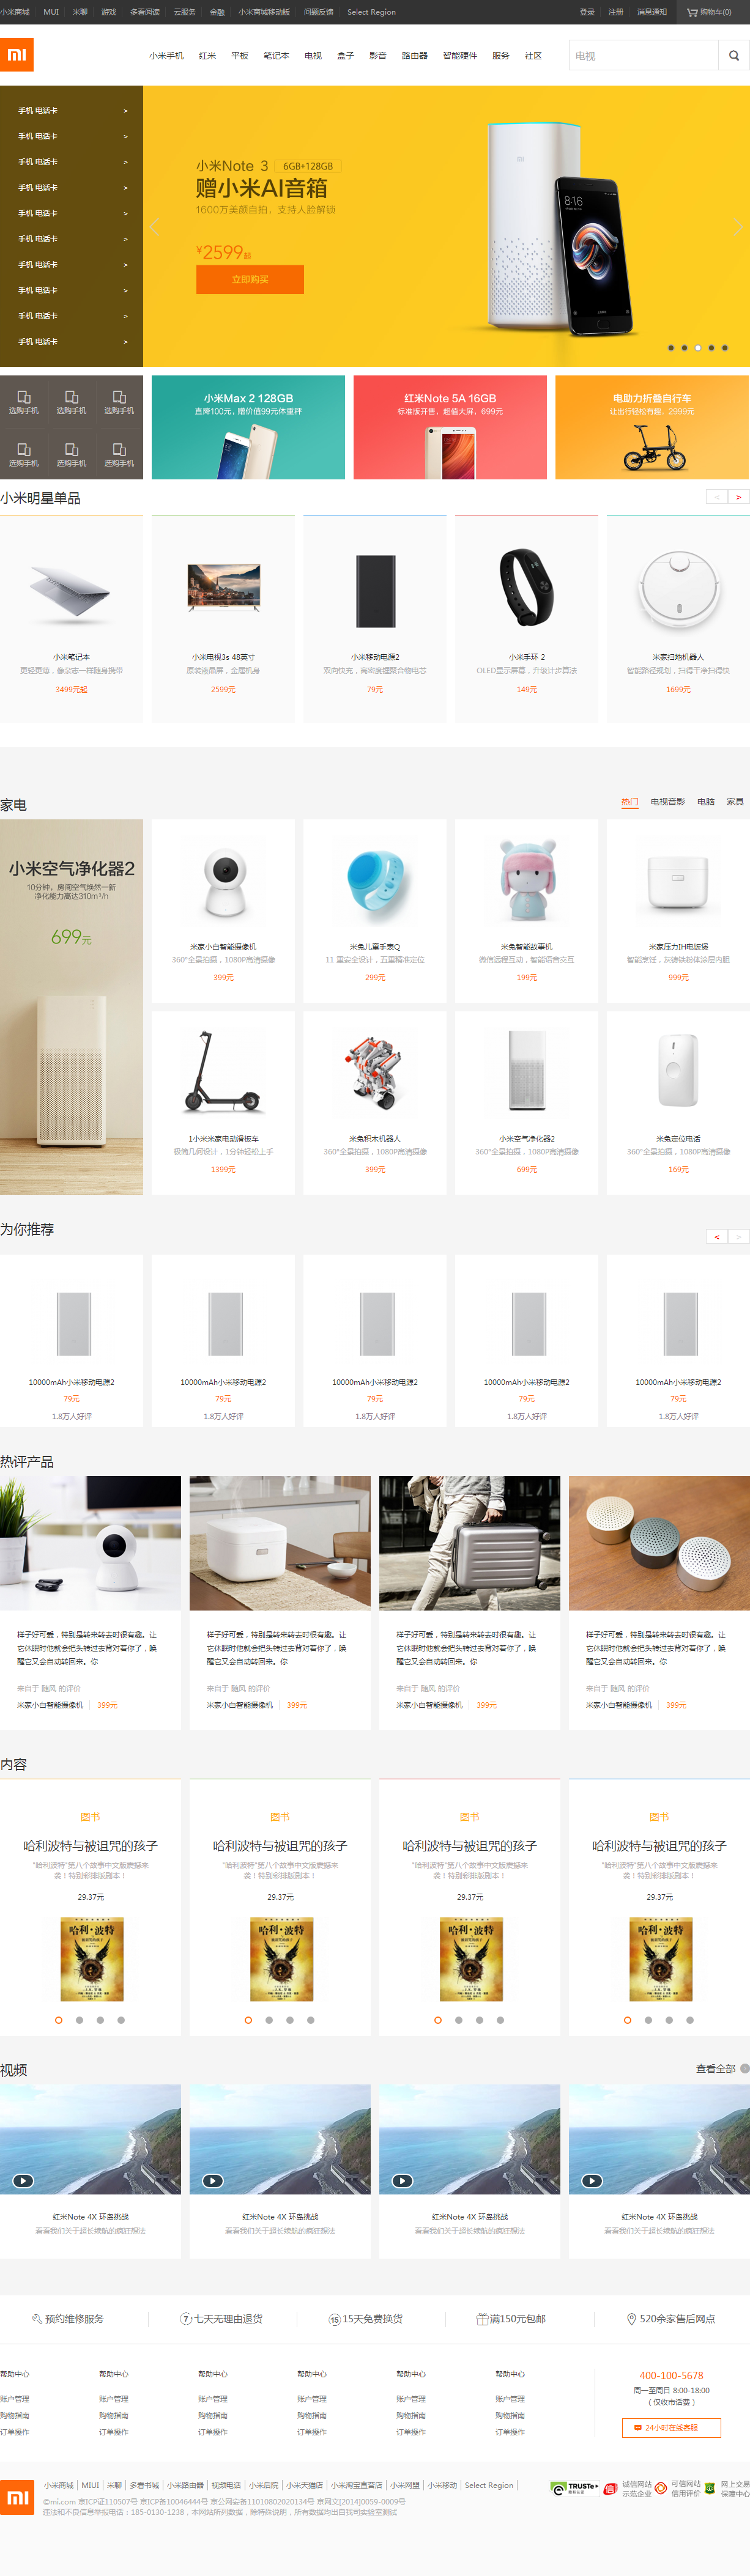 小米商城 MUI 米聊 游戏 多看阅读 云服务 金融 小米商城移动版 问题反馈 Select Region 登录 注册 消息通知 购物车(0)
小米手机 红米 平板 笔记本 电视 盒子 影音 路由器 智能硬件 服务 社区 电视
手机 电话卡 >
手机 电话卡 >
手机 电话卡 >
手机 电话卡 >
手机 电话卡 >
手机 电话卡 >
手机 电话卡 >
手机 电话卡 >
手机 电话卡 >
手机 电话卡 >
小米Note 3 6GB+128GB
赠小米AI音箱
1600万美颜自拍，支持人脸解锁
¥2599起
立即购买
8:16
选购手机 选购手机 选购手机
选购手机 选购手机 选购手机
小米Max 2 128GB
直降100元，赠价值99元体重秤
红米Note 5A 16GB
标准版开售，超值大屏，699元
电助力折叠自行车
让出行轻松有趣，2999元
小米明星单品 < >
小米笔记本 小米电视3s 48英寸 小米移动电源2 小米手环 2 米家扫地机器人
更轻更薄，像杂志一样随身携带 原装液晶屏，金属机身 双向快充，高密度锂聚合物电芯 OLED显示屏幕，升级计步算法 智能路径规划，扫得干净扫得快
3499元起 2599元 79元 149元 1699元
家电 热门 电视音影 电脑 家具
小米空气净化器2
10分钟，房间空气焕然一新
净化能力高达310m³/h
699元
米家小白智能摄像机 米兔儿童手表Q 米兔智能故事机 米家压力IH电饭煲
360°全景拍摄，1080P高清摄像 11 重安全设计，五重精准定位 微信远程互动，智能语音交互 智能烹饪，灰铸铁粉体涂层内胆
399元 299元 199元 999元
1小米米家电动滑板车 米兔积木机器人 小米空气净化器2 米兔定位电话
极简几何设计，1分钟轻松上手 360°全景拍摄，1080P高清摄像 360°全景拍摄，1080P高清摄像 360°全景拍摄，1080P高清摄像
1399元 399元 699元 169元
为你推荐 < >
10000mAh小米移动电源2 10000mAh小米移动电源2 10000mAh小米移动电源2 10000mAh小米移动电源2 10000mAh小米移动电源2
79元 79元 79元 79元 79元
1.8万人好评 1.8万人好评 1.8万人好评 1.8万人好评 1.8万人好评
热评产品
样子好可爱，特别是转来转去时很有趣。让 样子好可爱，特别是转来转去时很有趣。让 样子好可爱，特别是转来转去时很有趣。让 样子好可爱，特别是转来转去时很有趣。让
它休眠时他就会把头转过去背对着你了，唤 它休眠时他就会把头转过去背对着你了，唤 它休眠时他就会把头转过去背对着你了，唤 它休眠时他就会把头转过去背对着你了，唤
醒它又会自动转回来。你 醒它又会自动转回来。你 醒它又会自动转回来。你 醒它又会自动转回来。你
来自于 随风 的评价 来自于 随风 的评价 来自于 随风 的评价 来自于 随风 的评价
米家小白智能摄像机 399元 米家小白智能摄像机 399元 米家小白智能摄像机 399元 米家小白智能摄像机 399元
内容
图书 图书 图书 图书
哈利波特与被诅咒的孩子 哈利波特与被诅咒的孩子 哈利波特与被诅咒的孩子 哈利波特与被诅咒的孩子
"哈利波特"第八个故事中文版震撼来 "哈利波特"第八个故事中文版震撼来 "哈利波特"第八个故事中文版震撼来 "哈利波特"第八个故事中文版震撼来
袭！特别彩排版剧本！ 袭！特别彩排版剧本！ 袭！特别彩排版剧本！ 袭！特别彩排版剧本！
29.37元 29.37元 29.37元 29.37元
哈利·波特 哈利·波特 哈利·波特 哈利·波特
视频 查看全部
红米Note 4X 环岛挑战 红米Note 4X 环岛挑战 红米Note 4X 环岛挑战 红米Note 4X 环岛挑战
看看我们关于超长续航的疯狂想法 看看我们关于超长续航的疯狂想法 看看我们关于超长续航的疯狂想法 看看我们关于超长续航的疯狂想法
预约维修服务 7 七天无理由退货 15 15天免费换货 满150元包邮 520余家售后网点
帮助中心 帮助中心 帮助中心 帮助中心 帮助中心 帮助中心 400-100-5678
周一至周日 8:00-18:00
账户管理 账户管理 账户管理 账户管理 账户管理 账户管理 （仅收市话费）
购物指南 购物指南 购物指南 购物指南 购物指南 购物指南
订单操作 订单操作 订单操作 订单操作 订单操作 订单操作 24小时在线客服
小米商城 MIUI 米聊 多看书城 小米路由器 视频电话 小米后院 小米天猫店 小米淘宝直营店 小米网盟 小米移动 Select Region
©mi.com 京ICP证110507号 京ICP备10046444号 京公网安备11010802020134号 京网文[2014]0059-0009号
违法和不良信息举报电话：185-0130-1238，本网站所列数据，除特殊说明，所有数据均出自我司实验室测试
TRUSTe 诚信网站 可信网站 网上交易
示范企业 信用评价 保障中心